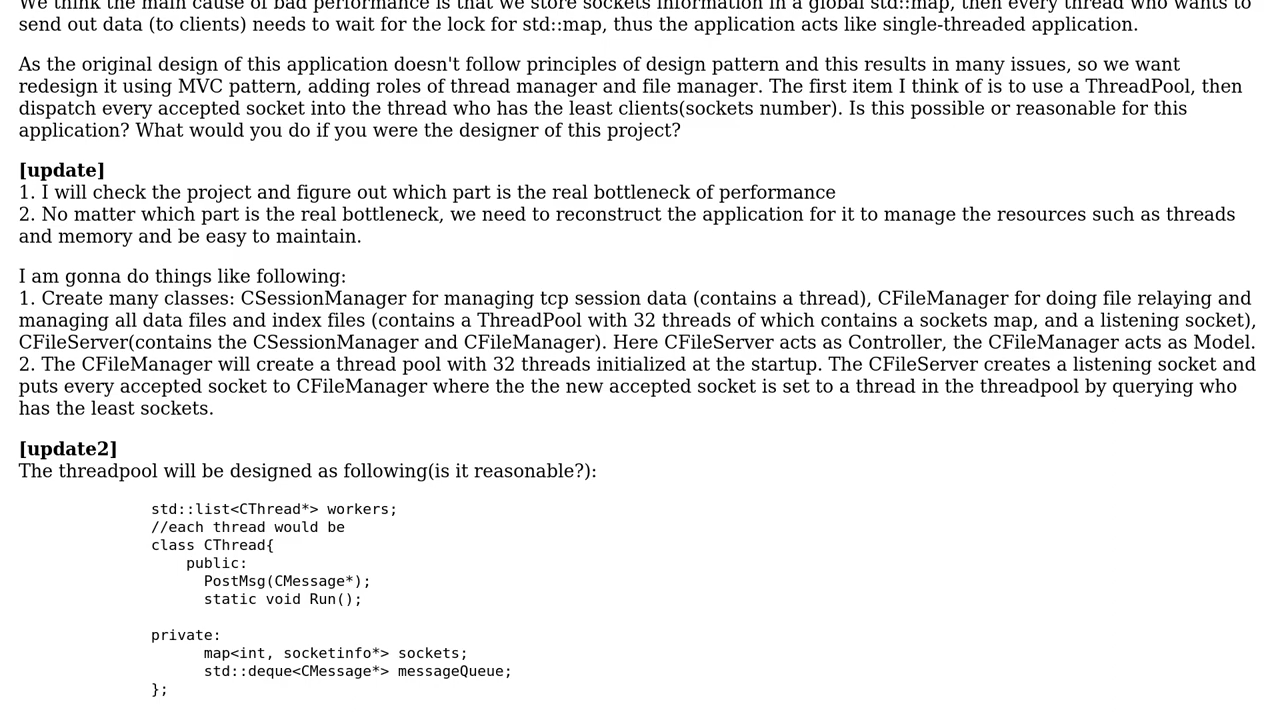 We think the main cause of bad performance is that we store sockets information in a global std::map, then every thread who wants to
send out data (to clients) needs to wait for the lock for std::map, thus the application acts like single-threaded application.
As the original design of this application doesn't follow principles of design pattern and this results in many issues, so we want
redesign it using MVC pattern, adding roles of thread manager and file manager. The first item I think of is to use a ThreadPool, then
dispatch every accepted socket into the thread who has the least clients(sockets number). Is this possible or reasonable for this
application? What would you do if you were the designer of this project?
[update]
1. I will check the project and figure out which part is the real bottleneck of performance
2. No matter which part is the real bottleneck, we need to reconstruct the application for it to manage the resources such as threads
and memory and be easy to maintain.
I am gonna do things like following:
1. Create many classes: CSessionManager for managing tcp session data (contains a thread), CFileManager for doing file relaying and
managing all data files and index files (contains a ThreadPool with 32 threads of which contains a sockets map, and a listening socket),
CFileServer(contains the CSessionManager and CFileManager). Here CFileServer acts as Controller, the CFileManager acts as Model.
2. The CFileManager will create a thread pool with 32 threads initialized at the startup. The CFileServer creates a listening socket and
puts every accepted socket to CFileManager where the the new accepted socket is set to a thread in the threadpool by querying who
has the least sockets.
[update2]
The threadpool will be designed as following(is it reasonable?):
std::list<CThread*> workers;
//each thread would be
class CThread{
public:
PostMsg(CMessage*);
static void Run();
private:
map<int, socketinfo*> sockets;
std::deque<CMessage*> messageQueue;
};